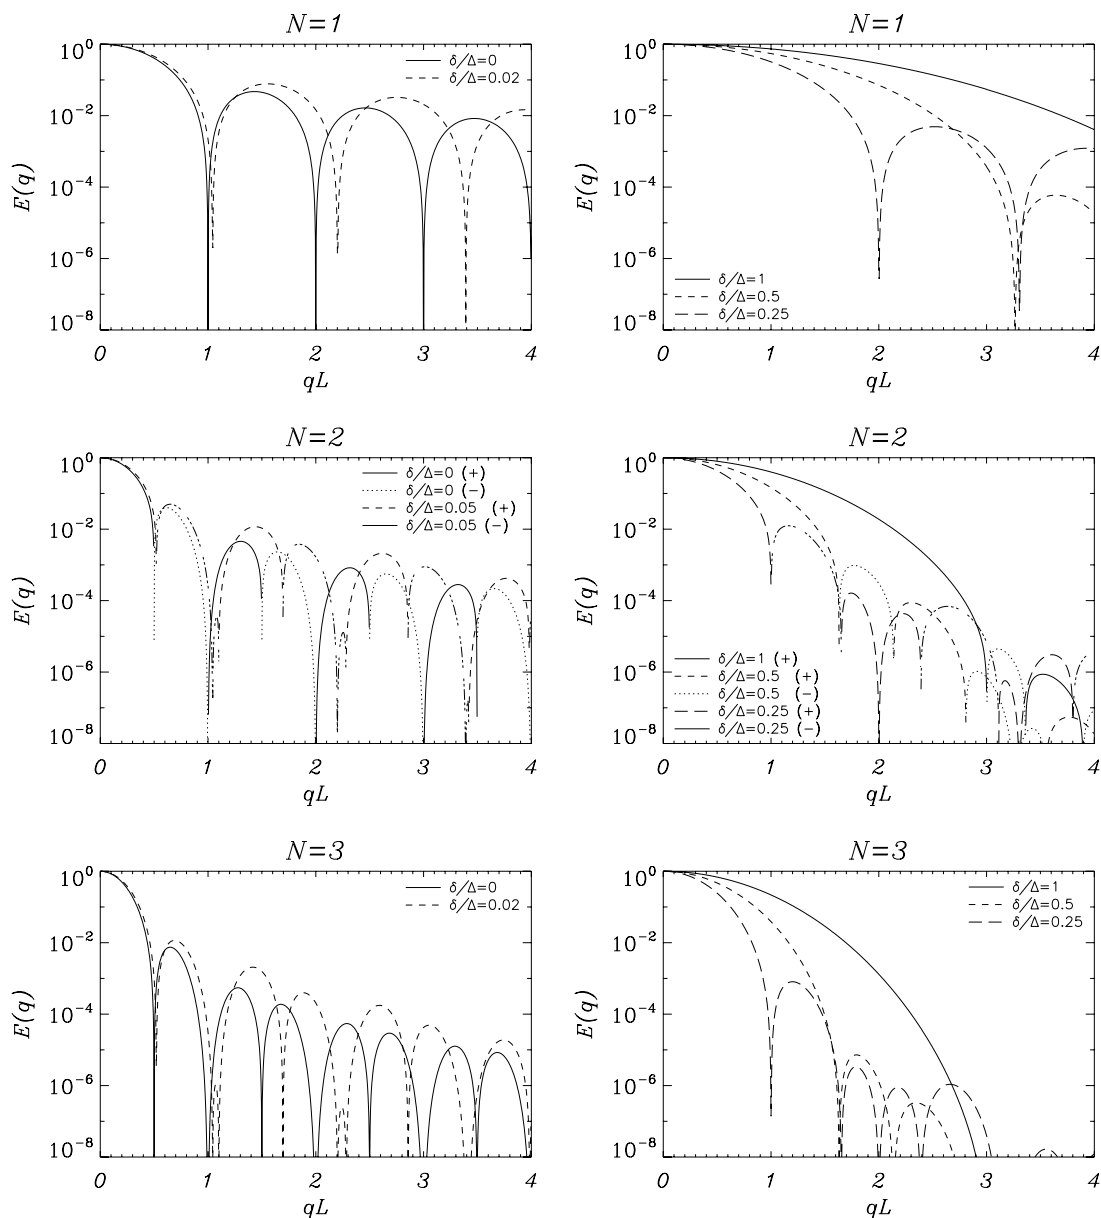 N=1
δ/Δ=0
δ/Δ=0.02
10^0
10^-2
10^-4
10^-6
10^-8
E(q)
0 1 2 3 4
qL
N=1
δ/Δ=1
δ/Δ=0.5
δ/Δ=0.25
10^0
10^-2
10^-4
10^-6
10^-8
E(q)
0 1 2 3 4
qL
N=2
δ/Δ=0 (+)
δ/Δ=0 (-)
δ/Δ=0.05 (+)
δ/Δ=0.05 (-)
10^0
10^-2
10^-4
10^-6
10^-8
E(q)
0 1 2 3 4
qL
N=2
δ/Δ=1 (+)
δ/Δ=0.5 (+)
δ/Δ=0.5 (-)
δ/Δ=0.25 (+)
δ/Δ=0.25 (-)
10^0
10^-2
10^-4
10^-6
10^-8
E(q)
0 1 2 3 4
qL
N=3
δ/Δ=0
δ/Δ=0.02
10^0
10^-2
10^-4
10^-6
10^-8
E(q)
0 1 2 3 4
qL
N=3
δ/Δ=1
δ/Δ=0.5
δ/Δ=0.25
10^0
10^-2
10^-4
10^-6
10^-8
E(q)
0 1 2 3 4
qL